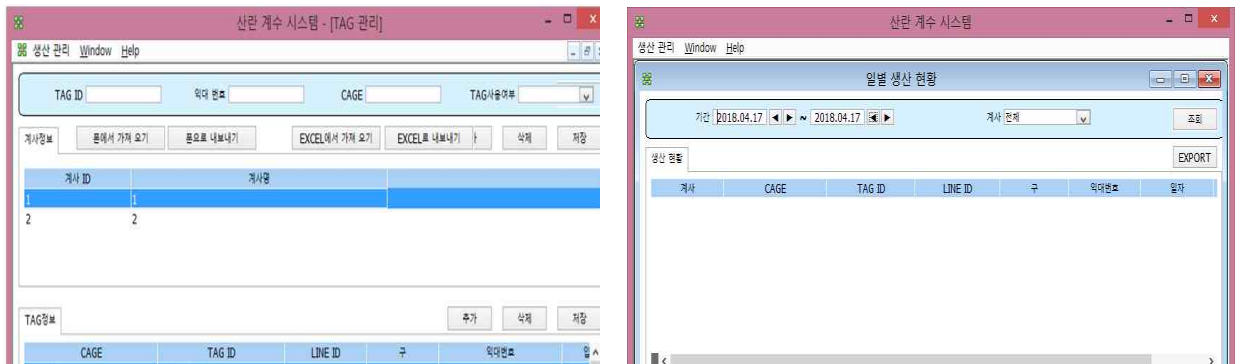 산란 계수 시스템 - [TAG 관리]
생산 관리 Window Help
TAG ID 익대 번호 CAGE TAG사용여부
계사정보 폰에서 가져 오기 폰으로 내보내기 EXCEL에서 가져 오기 EXCEL로 내보내기 삭제 저장
계사 ID 계사명
1 1
2 2
TAG정보 추가 삭제 저장
CAGE TAG ID LINE ID 구 익대번호 일
산란 계수 시스템
생산 관리 Window Help
일별 생산 현황
기간 2018.04.17 ~ 2018.04.17 계사 전체 조회
생산 현황 EXPORT
계사 CAGE TAG ID LINE ID 구 익대번호 일자